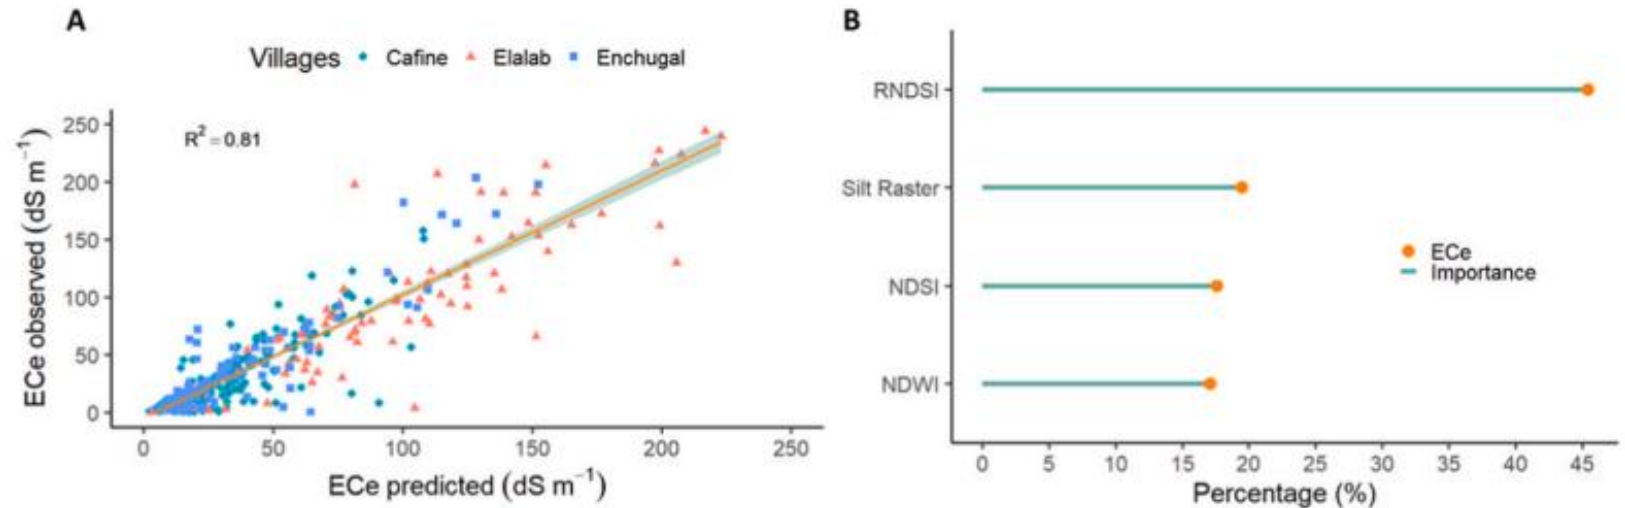 A
Villages Cafine Elalab Enchugal
R² = 0.81
ECe observed (dS m⁻¹)
250
200
150
100
50
0
0 50 100 150 200 250
ECe predicted (dS m⁻¹)
B
RNDSI
Silt Raster
NDSI
NDWI
ECe
Importance
0 5 10 15 20 25 30 35 40 45
Percentage (%)